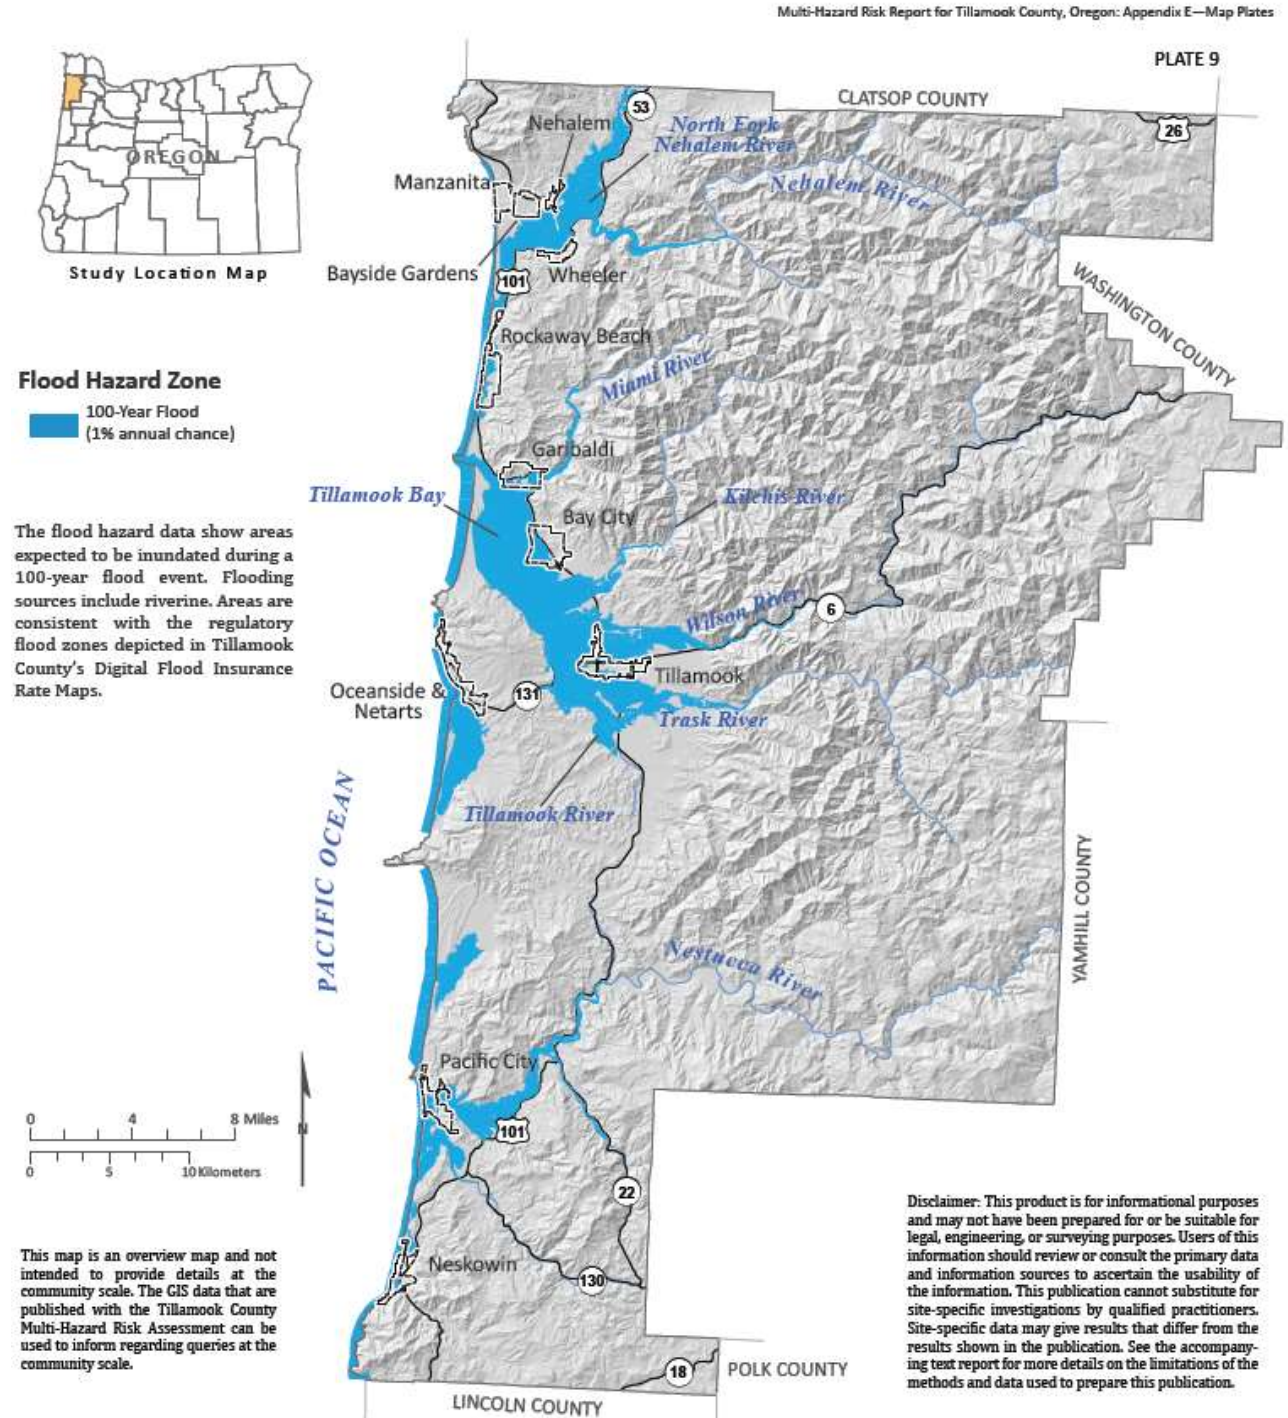 Multi-Hazard Risk Report for Tillamook County, Oregon: Appendix E—Map Plates
PLATE 9
OREGON
Study Location Map
CLATSOP COUNTY
53
26
Nehalem
North Fork
Nehalem River
Manzanita
Nehalem River
Bayside Gardens
Wheeler
101
WASHINGTON COUNTY
Rockaway Beach
Miami River
Flood Hazard Zone
100-Year Flood
(1% annual chance)
Garibaldi
Tillamook Bay
Kilchis River
Bay City
The flood hazard data show areas
expected to be inundated during a
100-year flood event. Flooding
sources include riverine. Areas are
consistent with the regulatory
flood zones depicted in Tillamook
County's Digital Flood Insurance
Rate Maps.
Wilson River
6
Tillamook
Oceanside &
Netarts
131
Trask River
Tillamook River
PACIFIC OCEAN
YAMHILL COUNTY
Nestucca River
Pacific City
101
0 4 8 Miles
0 5 10 Kilometers
N
22
Neskowin
130
This map is an overview map and not
intended to provide details at the
community scale. The GIS data that are
published with the Tillamook County
Multi-Hazard Risk Assessment can be
used to inform regarding queries at the
community scale.
Disclaimer: This product is for informational purposes
and may not have been prepared for or be suitable for
legal, engineering, or surveying purposes. Users of this
information should review or consult the primary data
and information sources to ascertain the usability of
the information. This publication cannot substitute for
site-specific investigations by qualified practitioners.
Site-specific data may give results that differ from the
results shown in the publication. See the accompany-
ing text report for more details on the limitations of the
methods and data used to prepare this publication.
18
POLK COUNTY
LINCOLN COUNTY